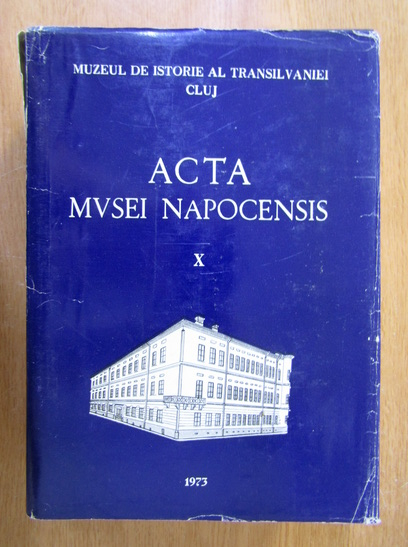 MUZEUL DE ISTORIE AL TRANSILVANIEI
CLUJ
ACTA
MVSEI NAPOCENSIS
X
1973